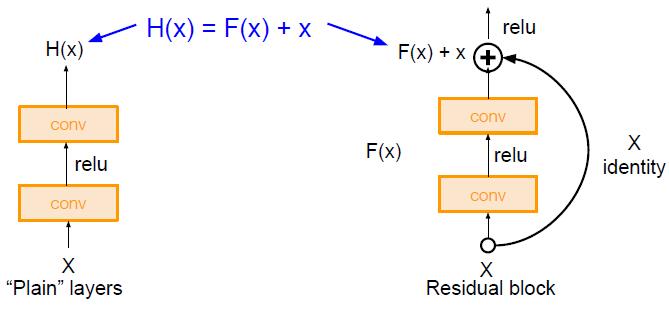 H(x) = F(x) + x
H(x)
conv
relu
conv
X
“Plain” layers
relu
F(x) + x
+
conv
F(x)
relu
conv
X
identity
X
Residual block